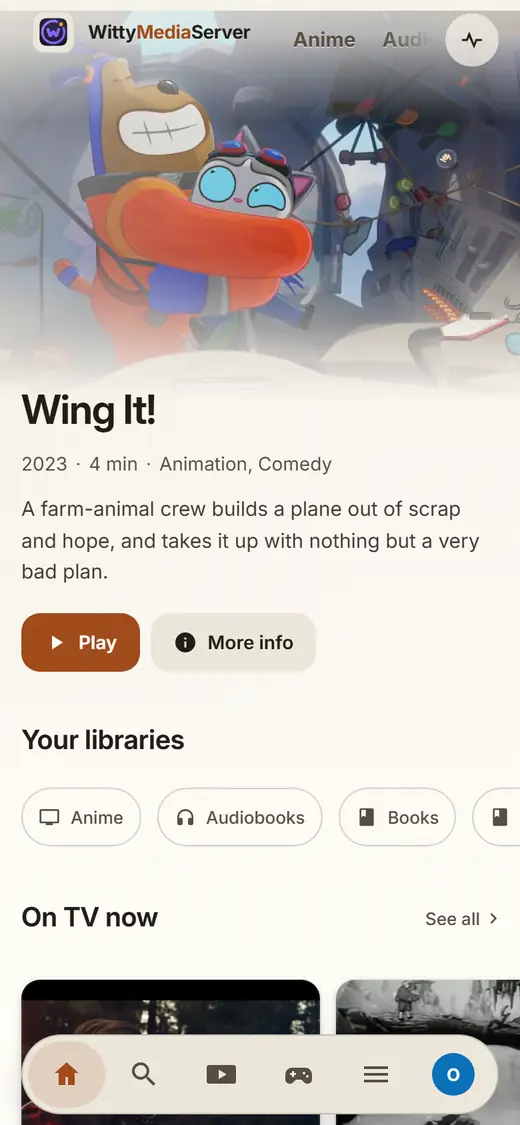 WittyMediaServer
Anime
Wing It!
2023 · 4 min · Animation, Comedy
A farm-animal crew builds a plane out of scrap
and hope, and takes it up with nothing but a very
bad plan.
Play
More info
Your libraries
Anime
Audiobooks
Books
On TV now
See all
O